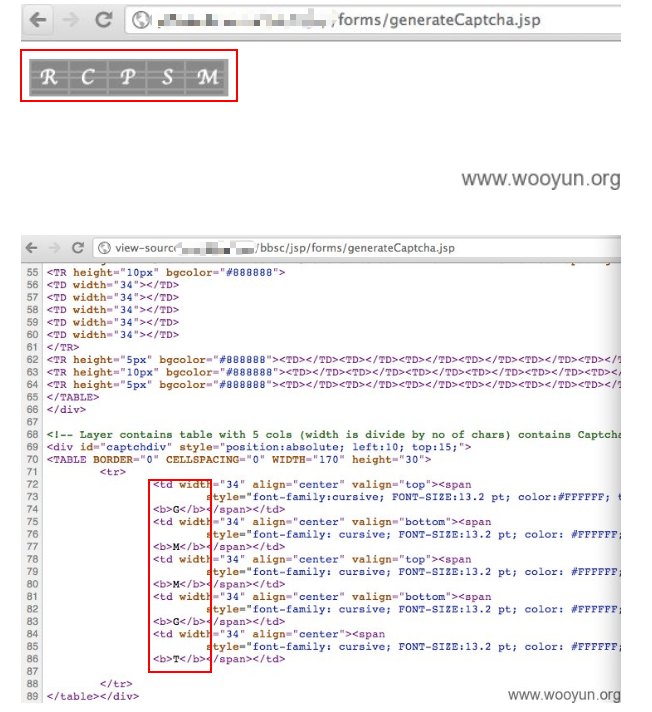 /forms/generateCaptcha.jsp
R C P S M
www.wooyun.org
view-sourc /bbsc/jsp/forms/generateCaptcha.jsp
55 <TR height="10px" bgcolor="#888888">
56 <TD width="34"></TD>
57 <TD width="34"></TD>
58 <TD width="34"></TD>
59 <TD width="34"></TD>
60 <TD width="34"></TD>
61 </TR>
62 <TR height="5px" bgcolor="#888888"><TD></TD><TD></TD><TD></TD><TD></TD><TD></TD><TD></
63 <TR height="10px" bgcolor="#888888"><TD></TD><TD></TD><TD></TD><TD></TD><TD></TD><TD></
64 <TR height="5px" bgcolor="#888888"><TD></TD><TD></TD><TD></TD><TD></TD><TD></TD><TD></
65 </TABLE>
66 </div>
67
68 <!-- Layer contains table with 5 cols (width is divide by no of chars) contains Captcha
69 <div id="captchdiv" style="position:absolute; left:10; top:15;">
70 <TABLE BORDER="0" CELLSPACING="0" WIDTH="170" height="30">
71 <tr>
72 <td width="34" align="center" valign="top"><span
73 style="font-family:cursive; FONT-SIZE:13.2 pt; color:#FFFFFF; t
74 <b>G</b></span></td>
75 <td width="34" align="center" valign="bottom"><span
76 style="font-family: cursive; FONT-SIZE:13.2 pt; color: #FFFFFF;
77 <b>M</b></span></td>
78 <td width="34" align="center" valign="top"><span
79 style="font-family: cursive; FONT-SIZE:13.2 pt; color: #FFFFFF;
80 <b>M</b></span></td>
81 <td width="34" align="center" valign="bottom"><span
82 style="font-family: cursive; FONT-SIZE:13.2 pt; color: #FFFFFF;
83 <b>G</b></span></td>
84 <td width="34" align="center"><span
85 style="font-family: cursive; FONT-SIZE:13.2 pt; color: #FFFFFF;
86 <b>T</b></span></td>
87
88 </tr>
89 </table></div>
www.wooyun.org